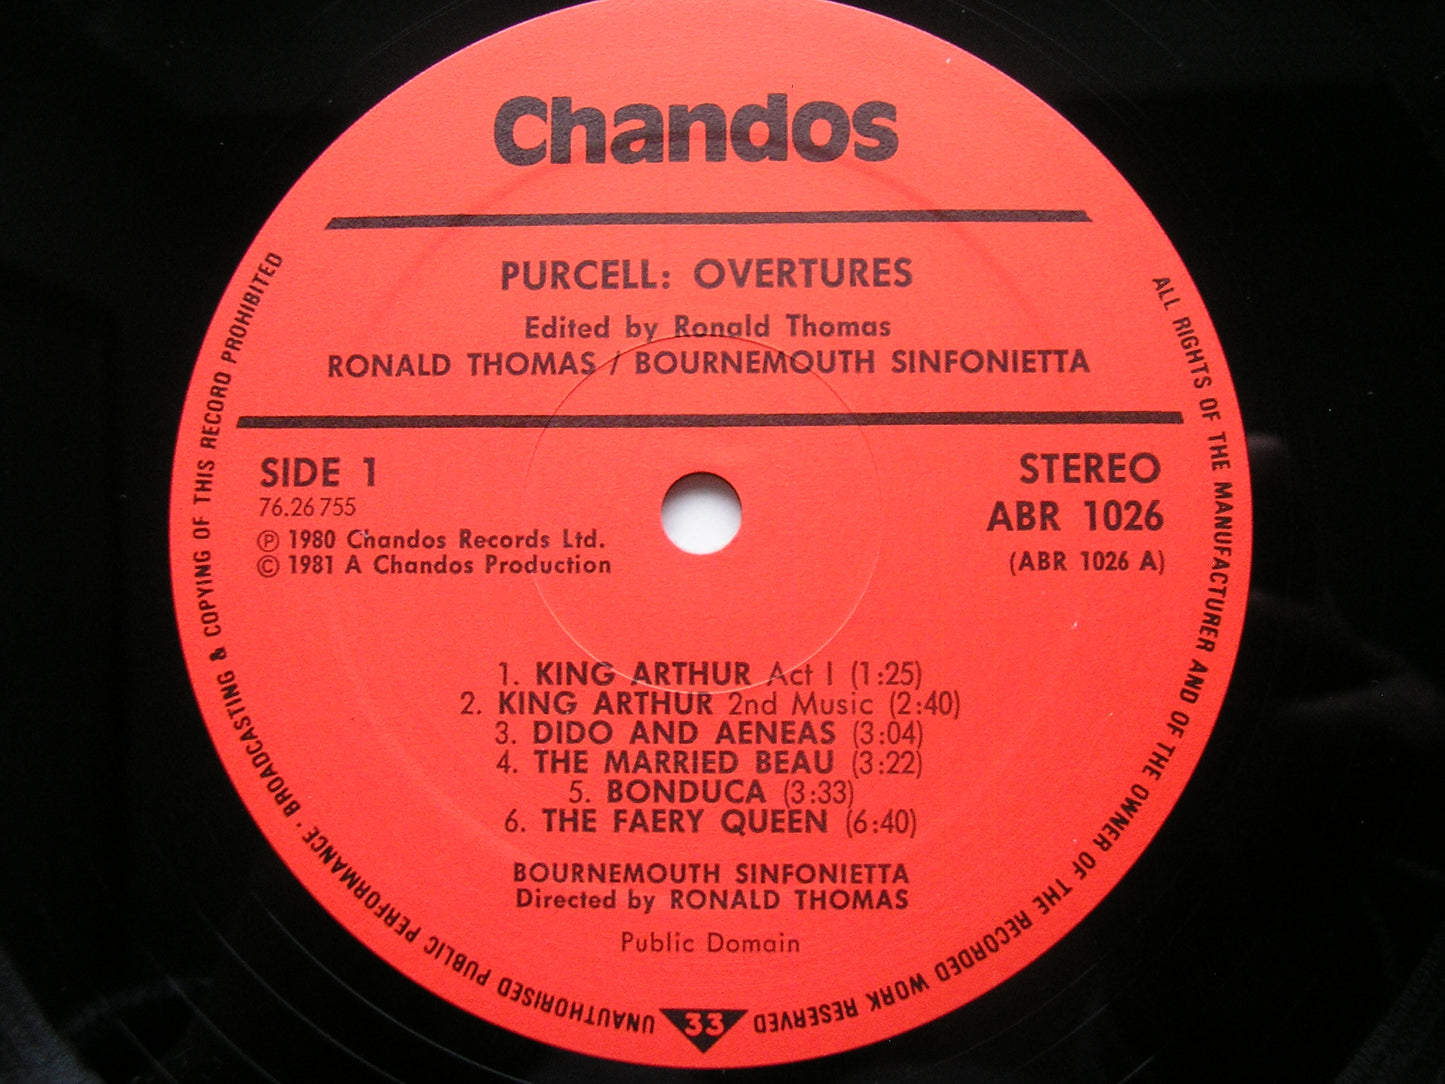 Chandos
PURCELL: OVERTURES
Edited by Ronald Thomas
RONALD THOMAS / BOURNEMOUTH SINFONIETTA
SIDE 1
76.26 755
℗ 1980 Chandos Records Ltd.
© 1981 A Chandos Production
STEREO
ABR 1026
(ABR 1026 A)
1. KING ARTHUR Act I (1:25)
2. KING ARTHUR 2nd Music (2:40)
3. DIDO AND AENEAS (3:04)
4. THE MARRIED BEAU (3:22)
5. BONDUCA (3:33)
6. THE FAERY QUEEN (6:40)
BOURNEMOUTH SINFONIETTA
Directed by RONALD THOMAS
Public Domain
33
ALL RIGHTS OF THE MANUFACTURER AND OF THE OWNER OF THE RECORDED WORK RESERVED
UNAUTHORISED PUBLIC PERFORMANCE · BROADCASTING & COPYING OF THIS RECORD PROHIBITED